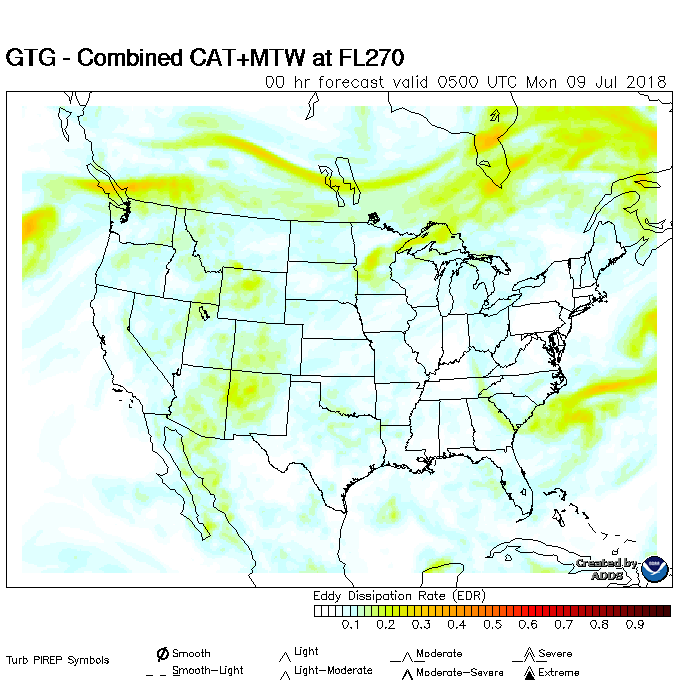 GTG - Combined CAT+MTW at FL270
00 hr forecast valid 0500 UTC Mon 09 Jul 2018
Created by
ADDS
Eddy Dissipation Rate (EDR)
0.1 0.2 0.3 0.4 0.5 0.6 0.7 0.8 0.9
Turb PIREP Symbols
Smooth Light Moderate Severe
Smooth-Light Light-Moderate Moderate-Severe Extreme